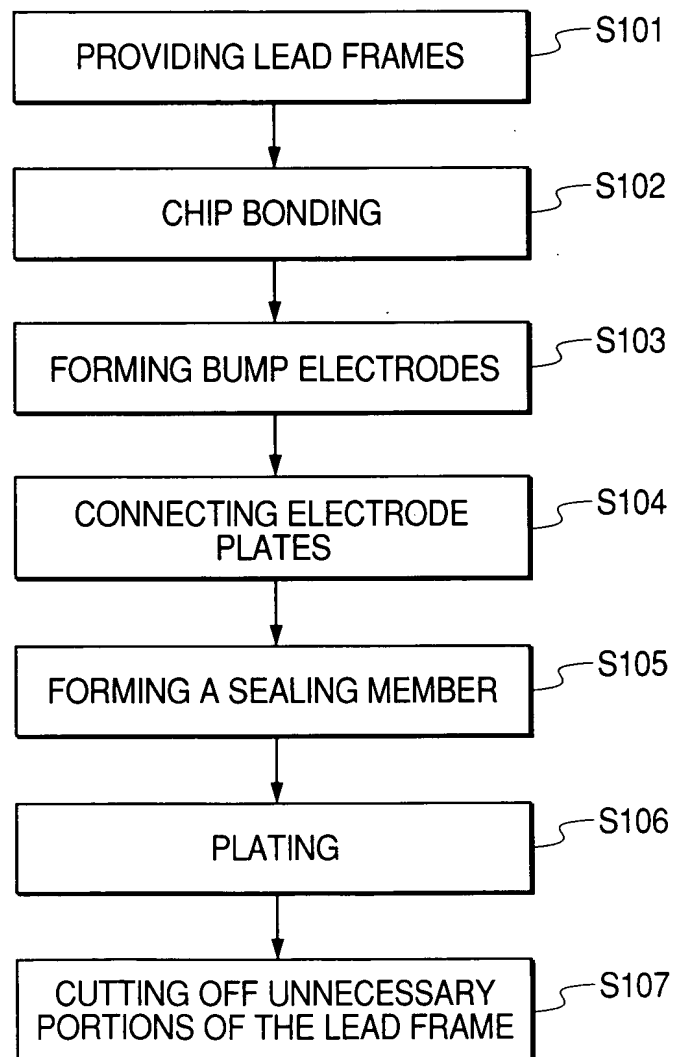 PROVIDING LEAD FRAMES
S101
CHIP BONDING
S102
FORMING BUMP ELECTRODES
S103
CONNECTING ELECTRODE
PLATES
S104
FORMING A SEALING MEMBER
S105
PLATING
S106
CUTTING OFF UNNECESSARY
PORTIONS OF THE LEAD FRAME
S107